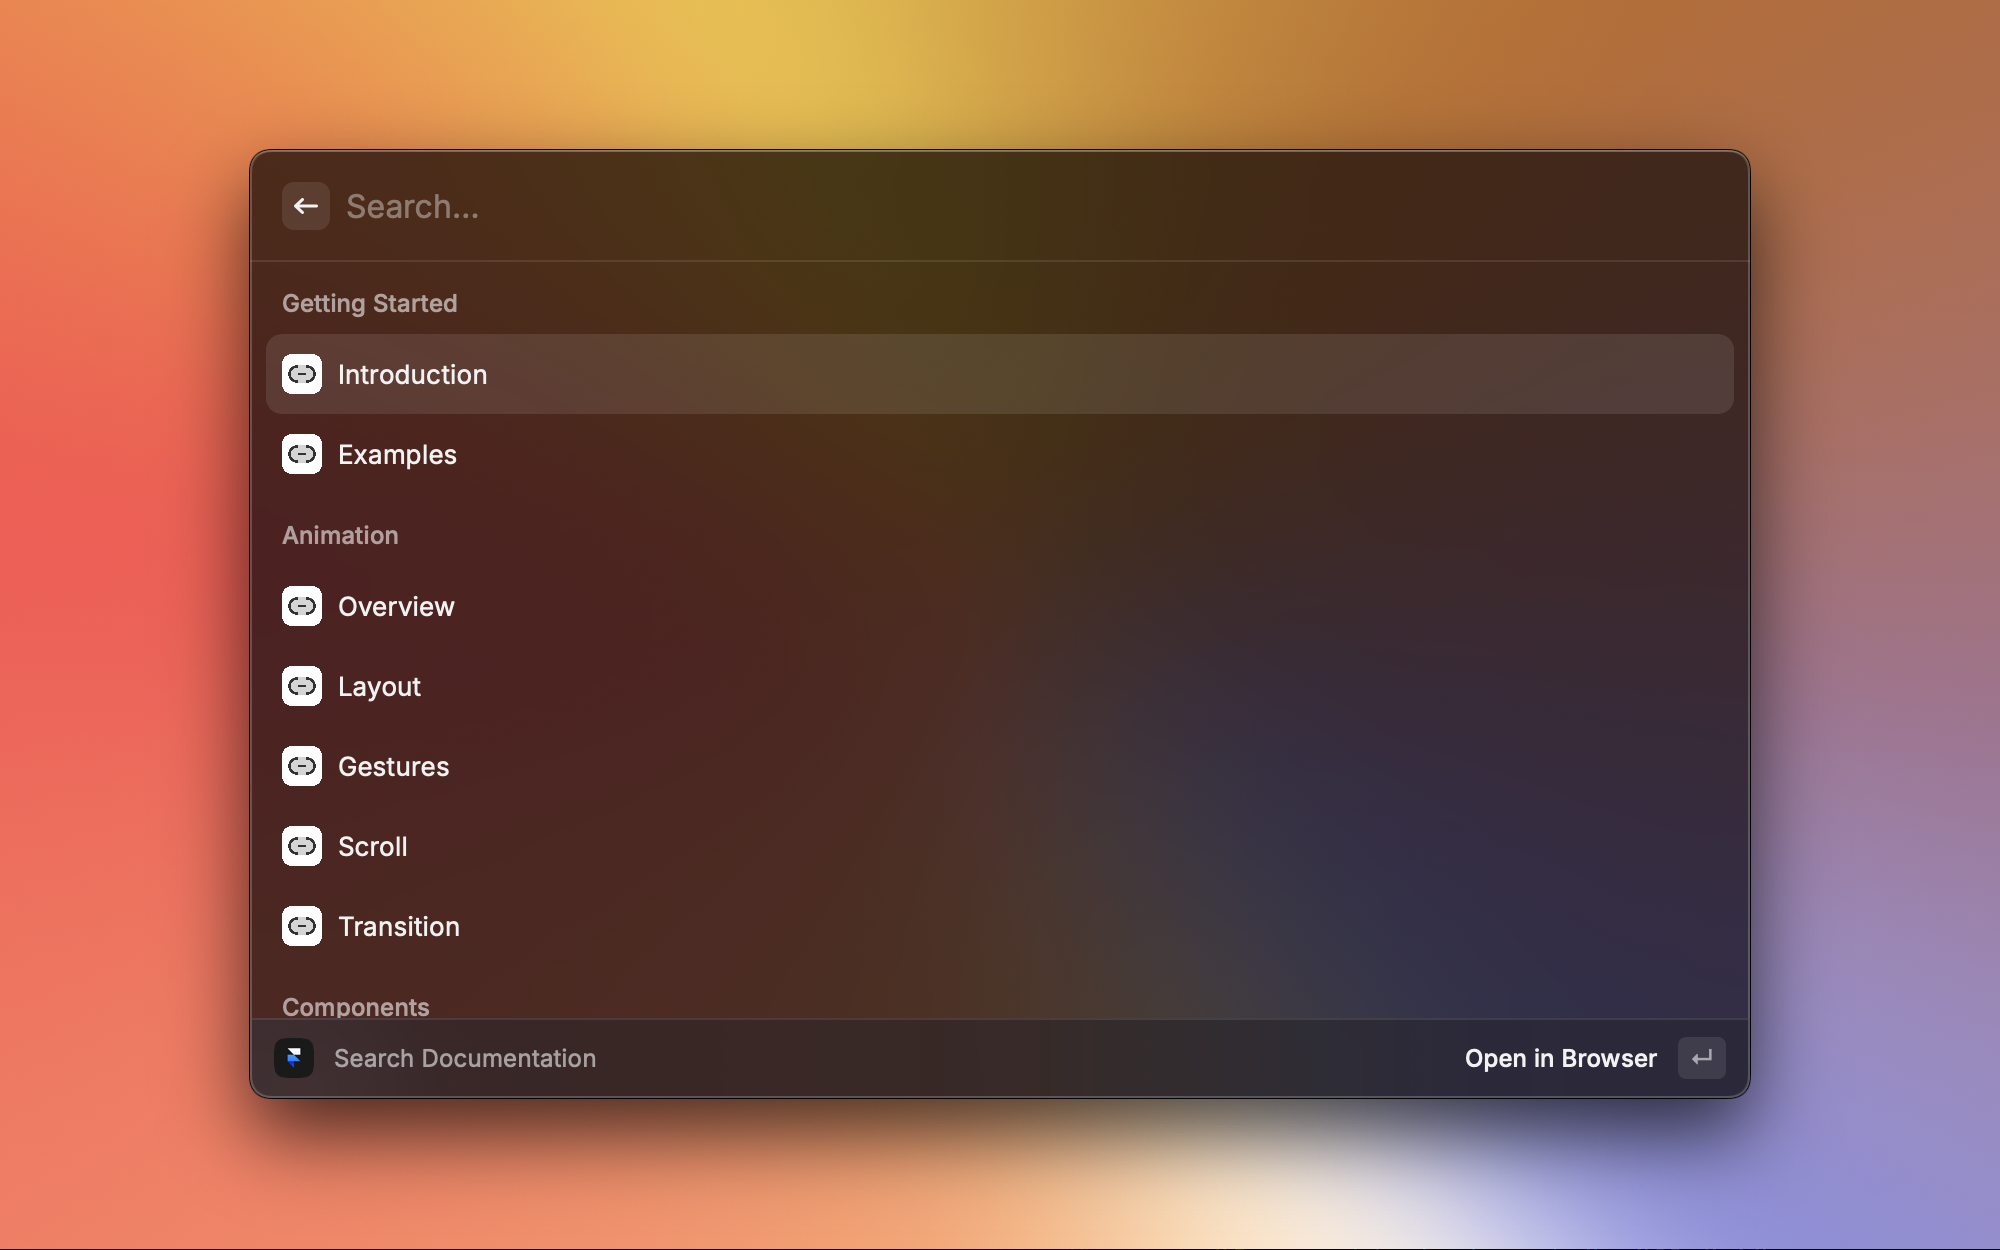 Search...
Getting Started
Introduction
Examples
Animation
Overview
Layout
Gestures
Scroll
Transition
Components
Search Documentation
Open in Browser